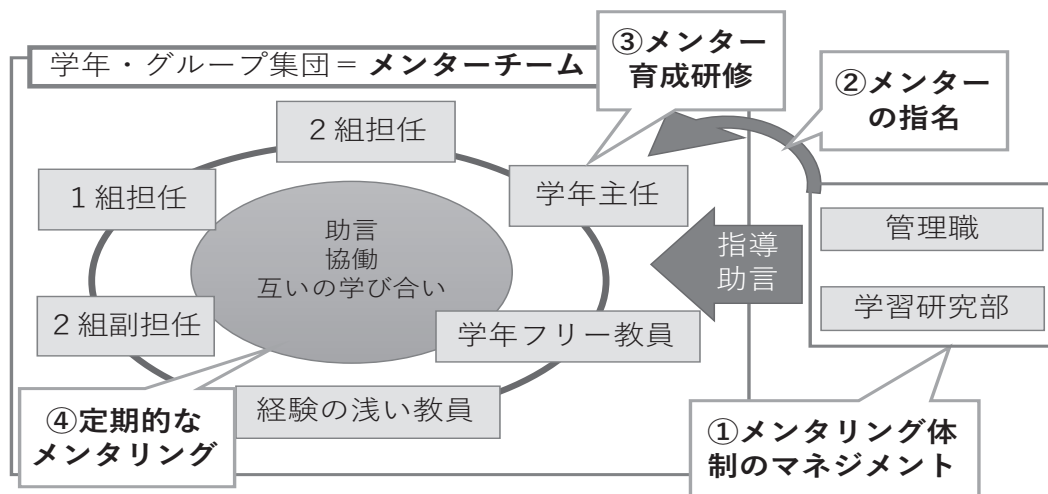 学年・グループ集団＝ メンターチーム
③メンター
育成研修
②メンター
の指名
２組担任
１組担任
学年主任
助言
協働
互いの学び合い
指導
助言
管理職
学習研究部
２組副担任
学年フリー教員
経験の浅い教員
④定期的な
メンタリング
①メンタリング体
制のマネジメント